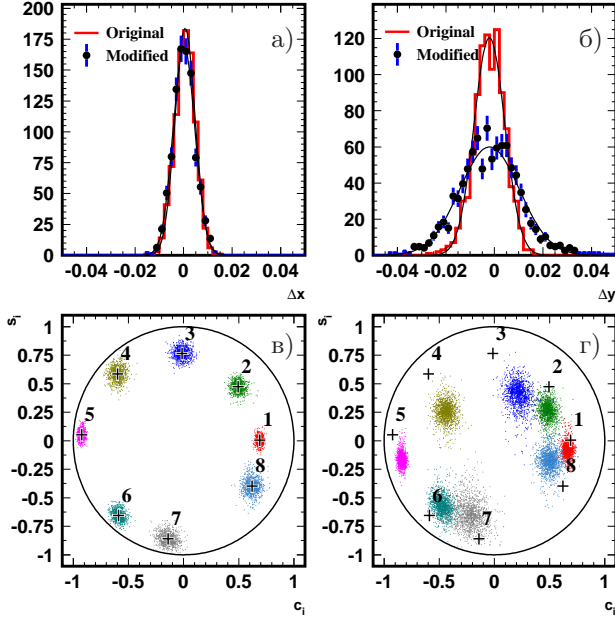 200
175
150
125
100
75
50
25
0
Original
Modified
а)
-0.04 -0.02 0 0.02 0.04
Δx
120
100
80
60
40
20
0
Original
Modified
б)
-0.04 -0.02 0 0.02 0.04
Δy
s_i
1
0.75
0.5
0.25
0
-0.25
-0.5
-0.75
-1
в)
3
4
2
5
1
8
6
7
-1 -0.5 0 0.5 1
c_i
s_i
1
0.75
0.5
0.25
0
-0.25
-0.5
-0.75
-1
г)
3
4
2
5
1
8
6
7
-1 -0.5 0 0.5 1
c_i